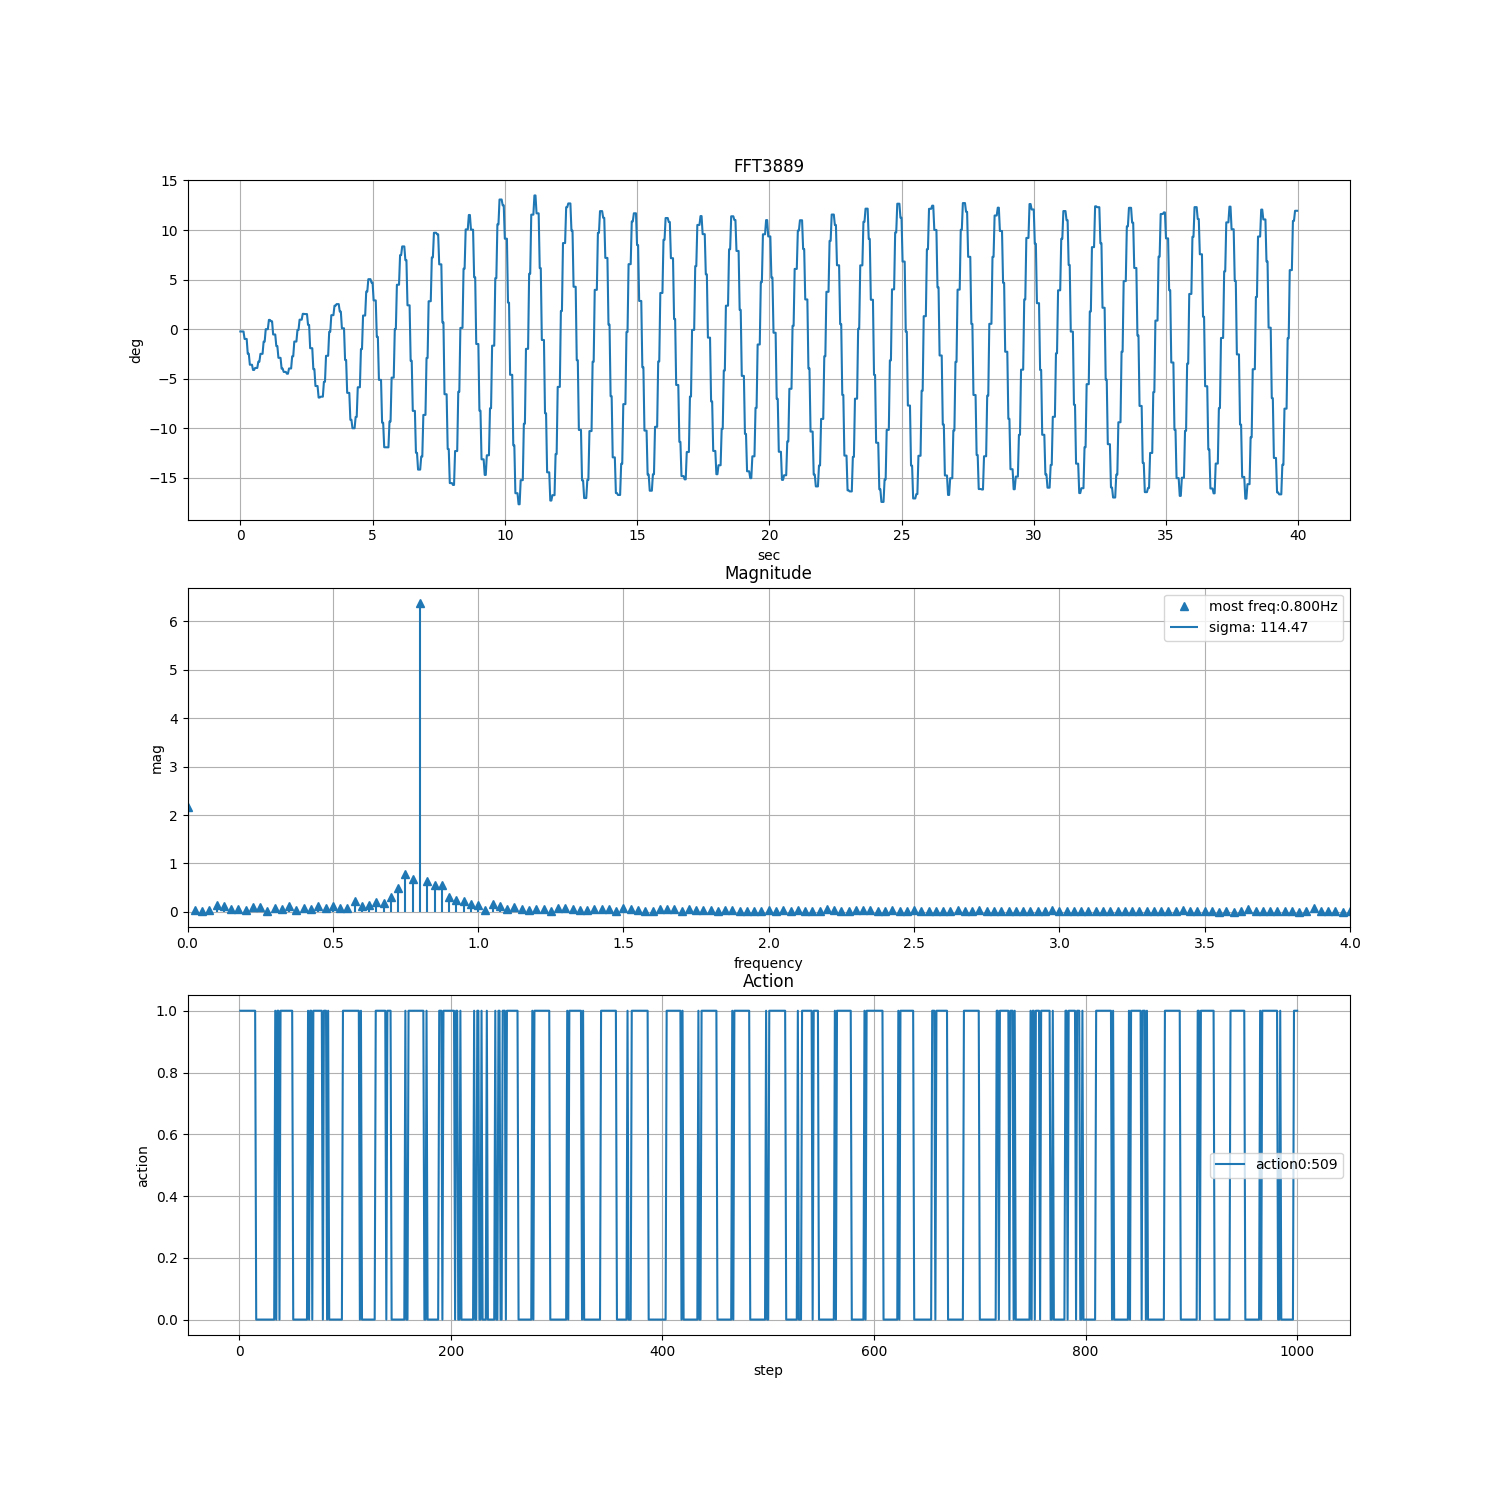 FFT3889
15
10
5
0
−5
−10
−15
deg
0 5 10 15 20 25 30 35 40
sec
Magnitude
6
5
4
3
2
1
0
mag
most freq:0.800Hz
sigma: 114.47
0.0 0.5 1.0 1.5 2.0 2.5 3.0 3.5 4.0
frequency
Action
1.0
0.8
0.6
0.4
0.2
0.0
action
action0:509
0 200 400 600 800 1000
step